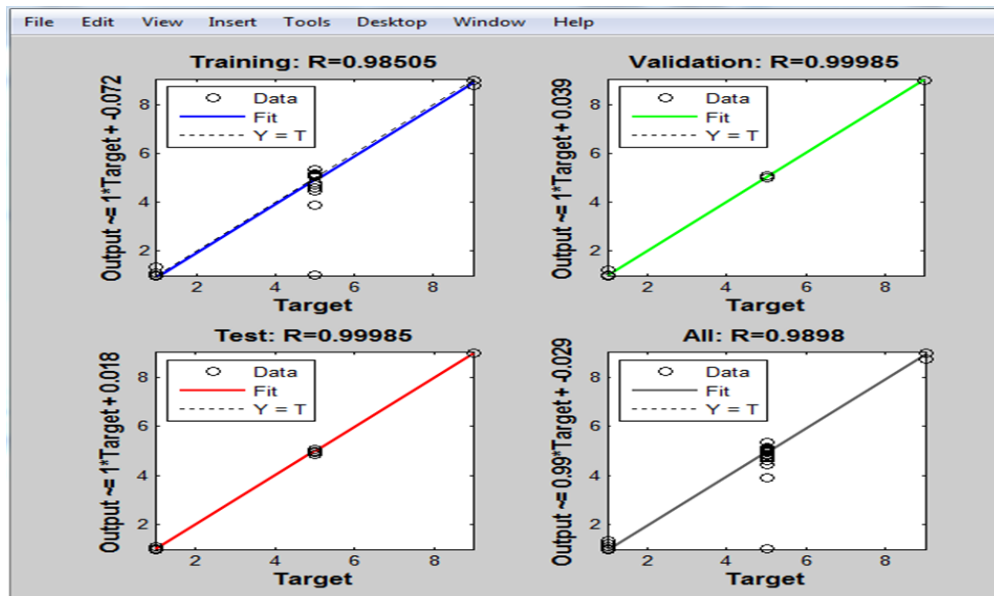 File Edit View Insert Tools Desktop Window Help
Training: R=0.98505
Output ~= 1*Target + -0.072
Data
Fit
Y = T
8
6
4
2
2 4 6 8
Target
Validation: R=0.99985
Output ~= 1*Target + 0.039
Data
Fit
Y = T
8
6
4
2
2 4 6 8
Target
Test: R=0.99985
Output ~= 1*Target + 0.018
Data
Fit
Y = T
8
6
4
2
2 4 6 8
Target
All: R=0.9898
Output ~= 0.99*Target + -0.029
Data
Fit
Y = T
8
6
4
2
2 4 6 8
Target